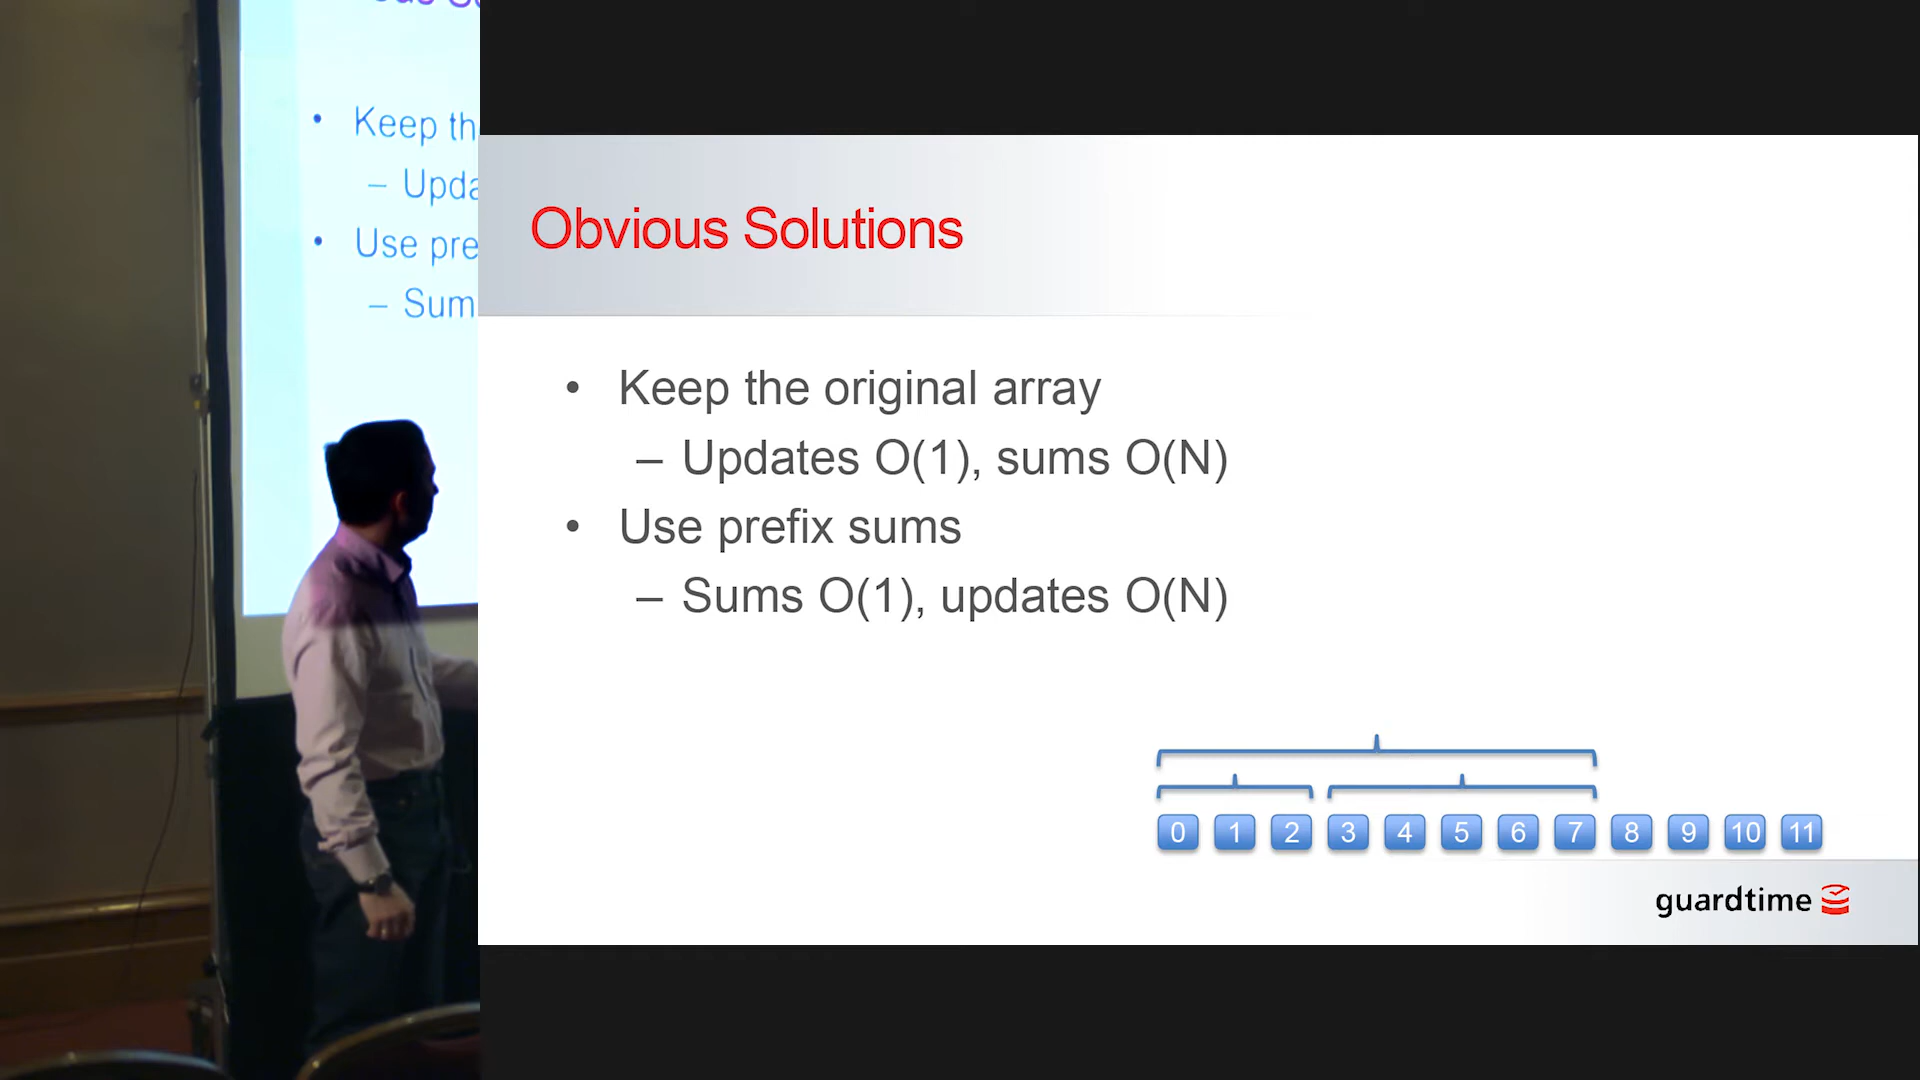 Keep th
– Upda
Use pre
– Sum
Obvious Solutions
• Keep the original array
– Updates O(1), sums O(N)
• Use prefix sums
– Sums O(1), updates O(N)
0 1 2 3 4 5 6 7 8 9 10 11
guardtime